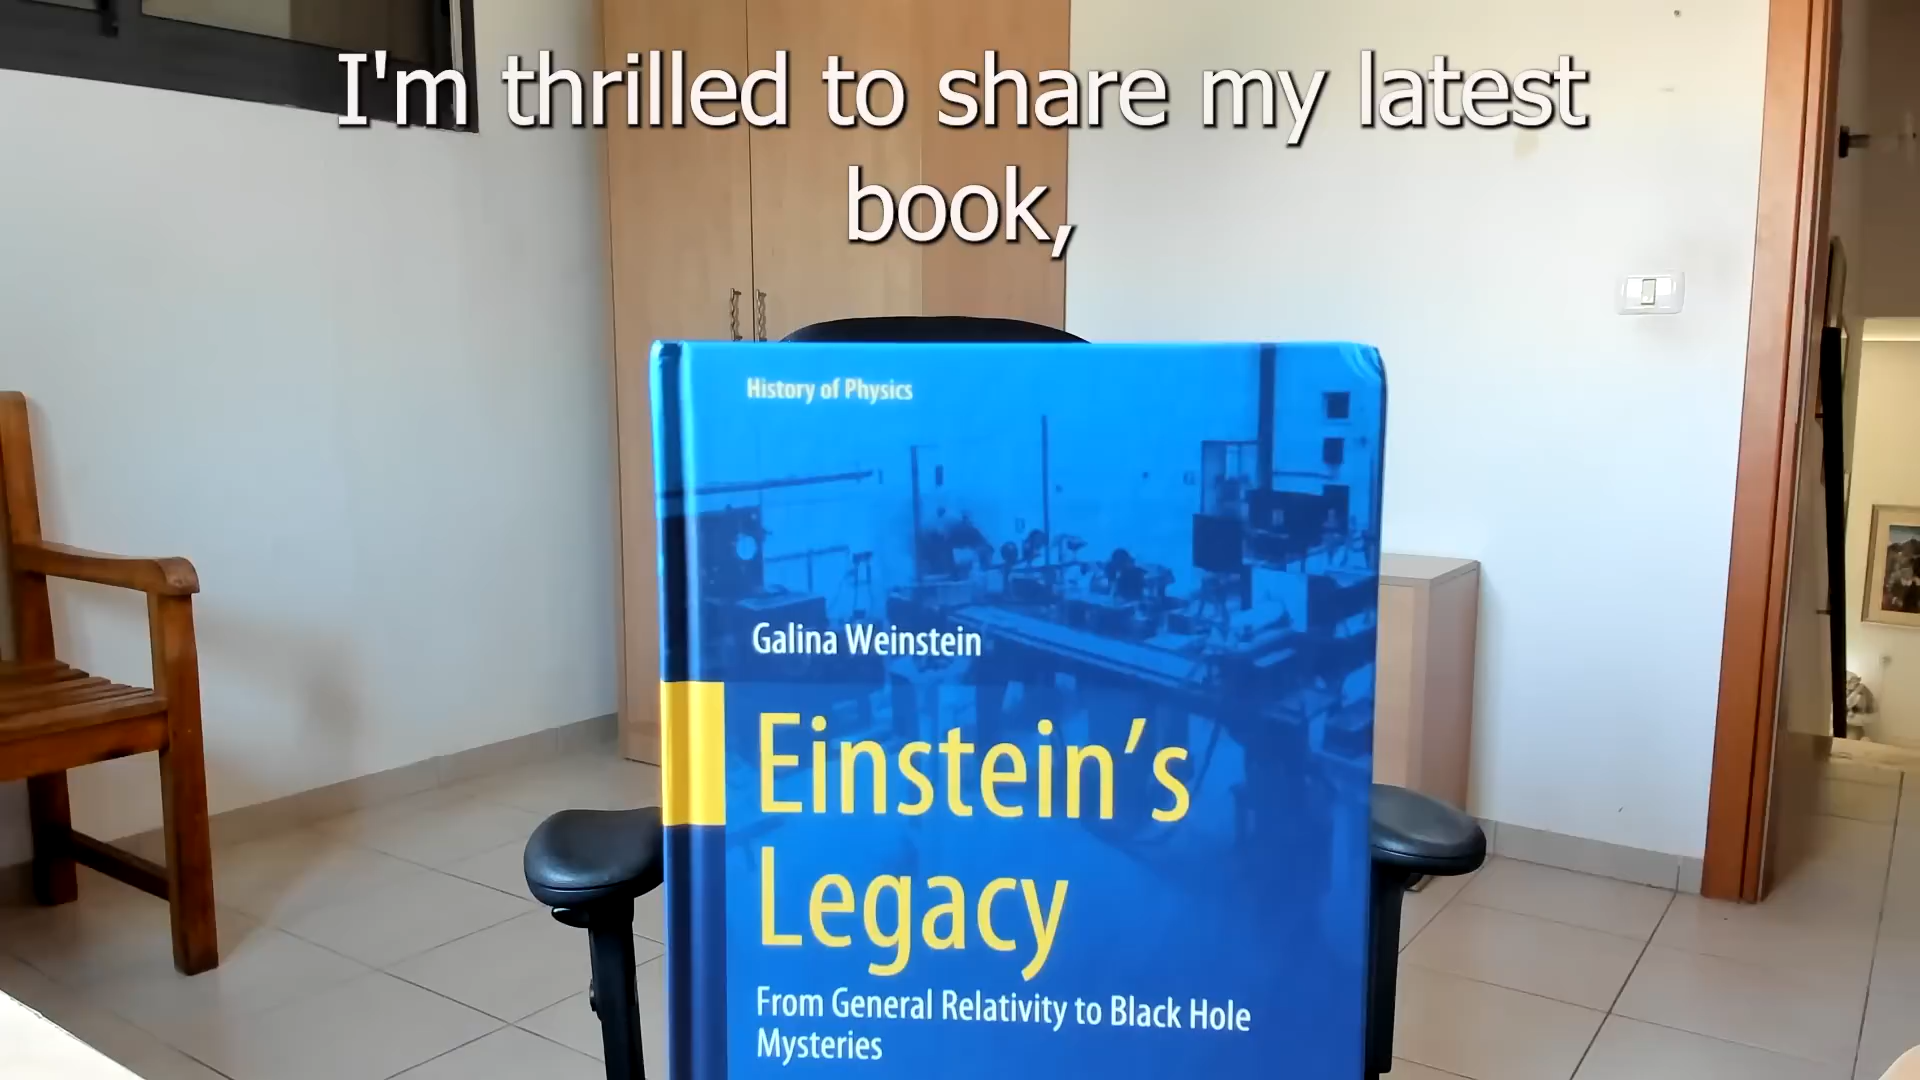 I'm thrilled to share my latest
book,
History of Physics
Galina Weinstein
Einstein's
Legacy
From General Relativity to Black Hole
Mysteries